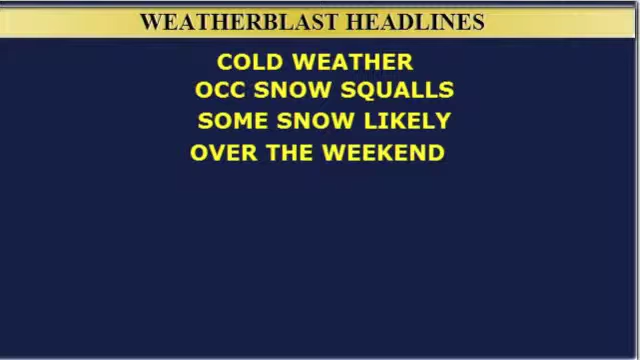 WEATHERBLAST HEADLINES
COLD WEATHER
OCC SNOW SQUALLS
SOME SNOW LIKELY
OVER THE WEEKEND